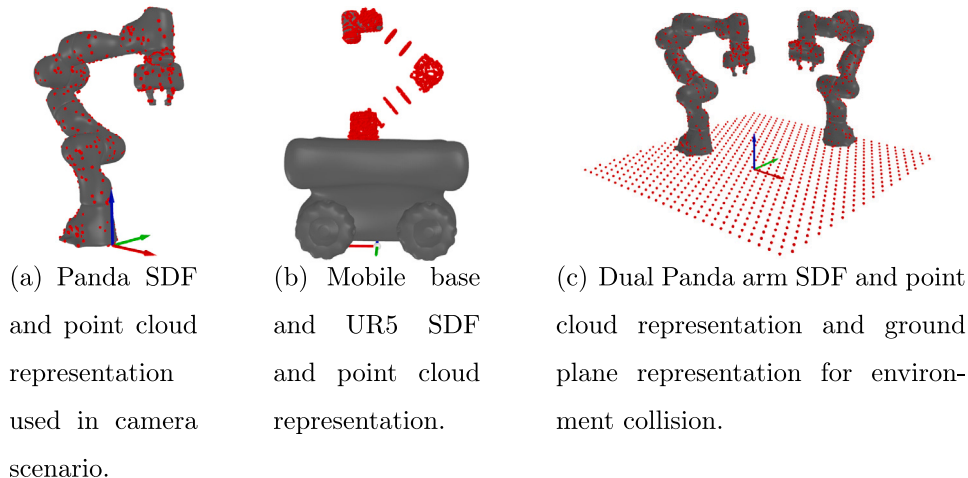 (a) Panda SDF
and point cloud
representation
used in camera
scenario.
(b) Mobile base
and UR5 SDF
and point cloud
representation.
(c) Dual Panda arm SDF and point
cloud representation and ground
plane representation for environ-
ment collision.